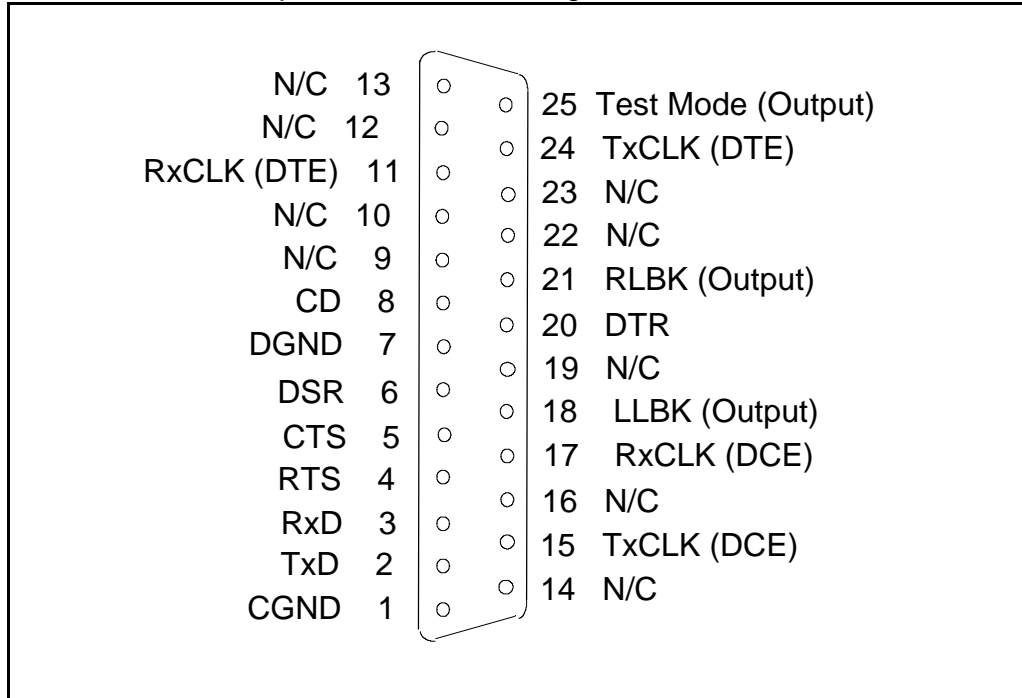 N/C 13
N/C 12
RxCLK (DTE) 11
N/C 10
N/C 9
CD 8
DGND 7
DSR 6
CTS 5
RTS 4
RxD 3
TxD 2
CGND 1
25 Test Mode (Output)
24 TxCLK (DTE)
23 N/C
22 N/C
21 RLBK (Output)
20 DTR
19 N/C
18 LLBK (Output)
17 RxCLK (DCE)
16 N/C
15 TxCLK (DCE)
14 N/C